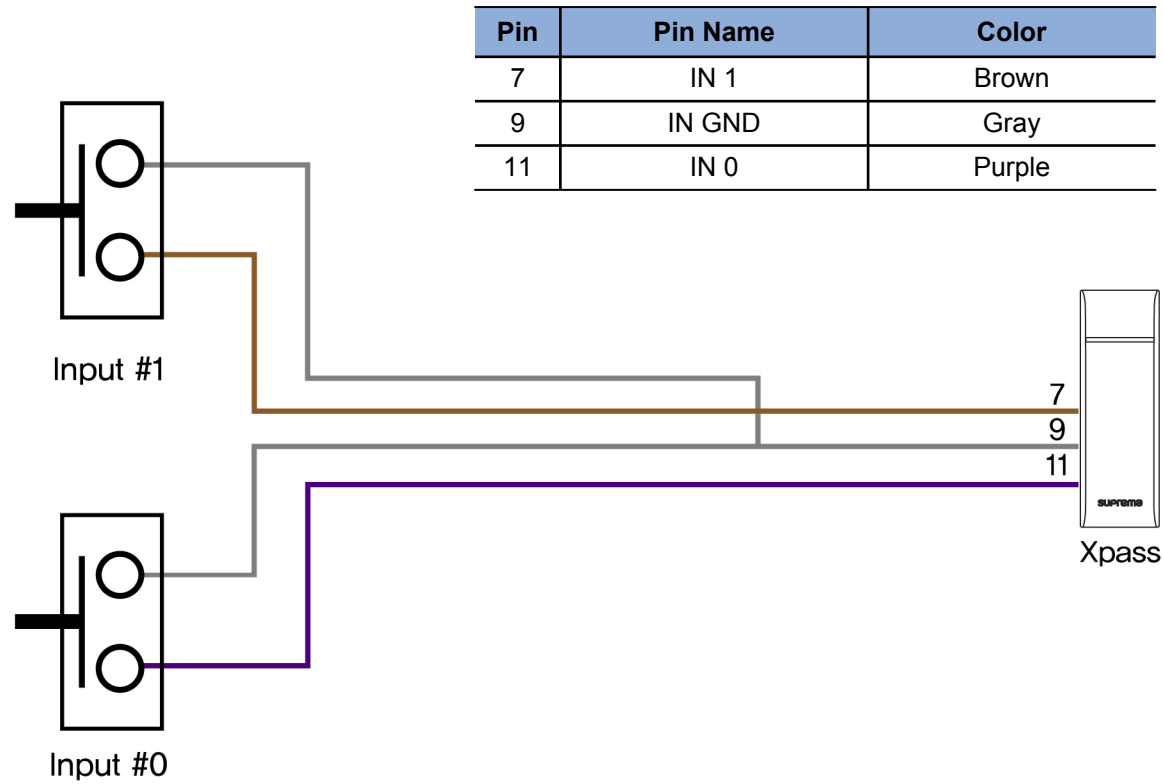 Pin Pin Name Color
7 IN 1 Brown
9 IN GND Gray
11 IN 0 Purple
Input #1
7
9
11
suprema
Xpass
Input #0